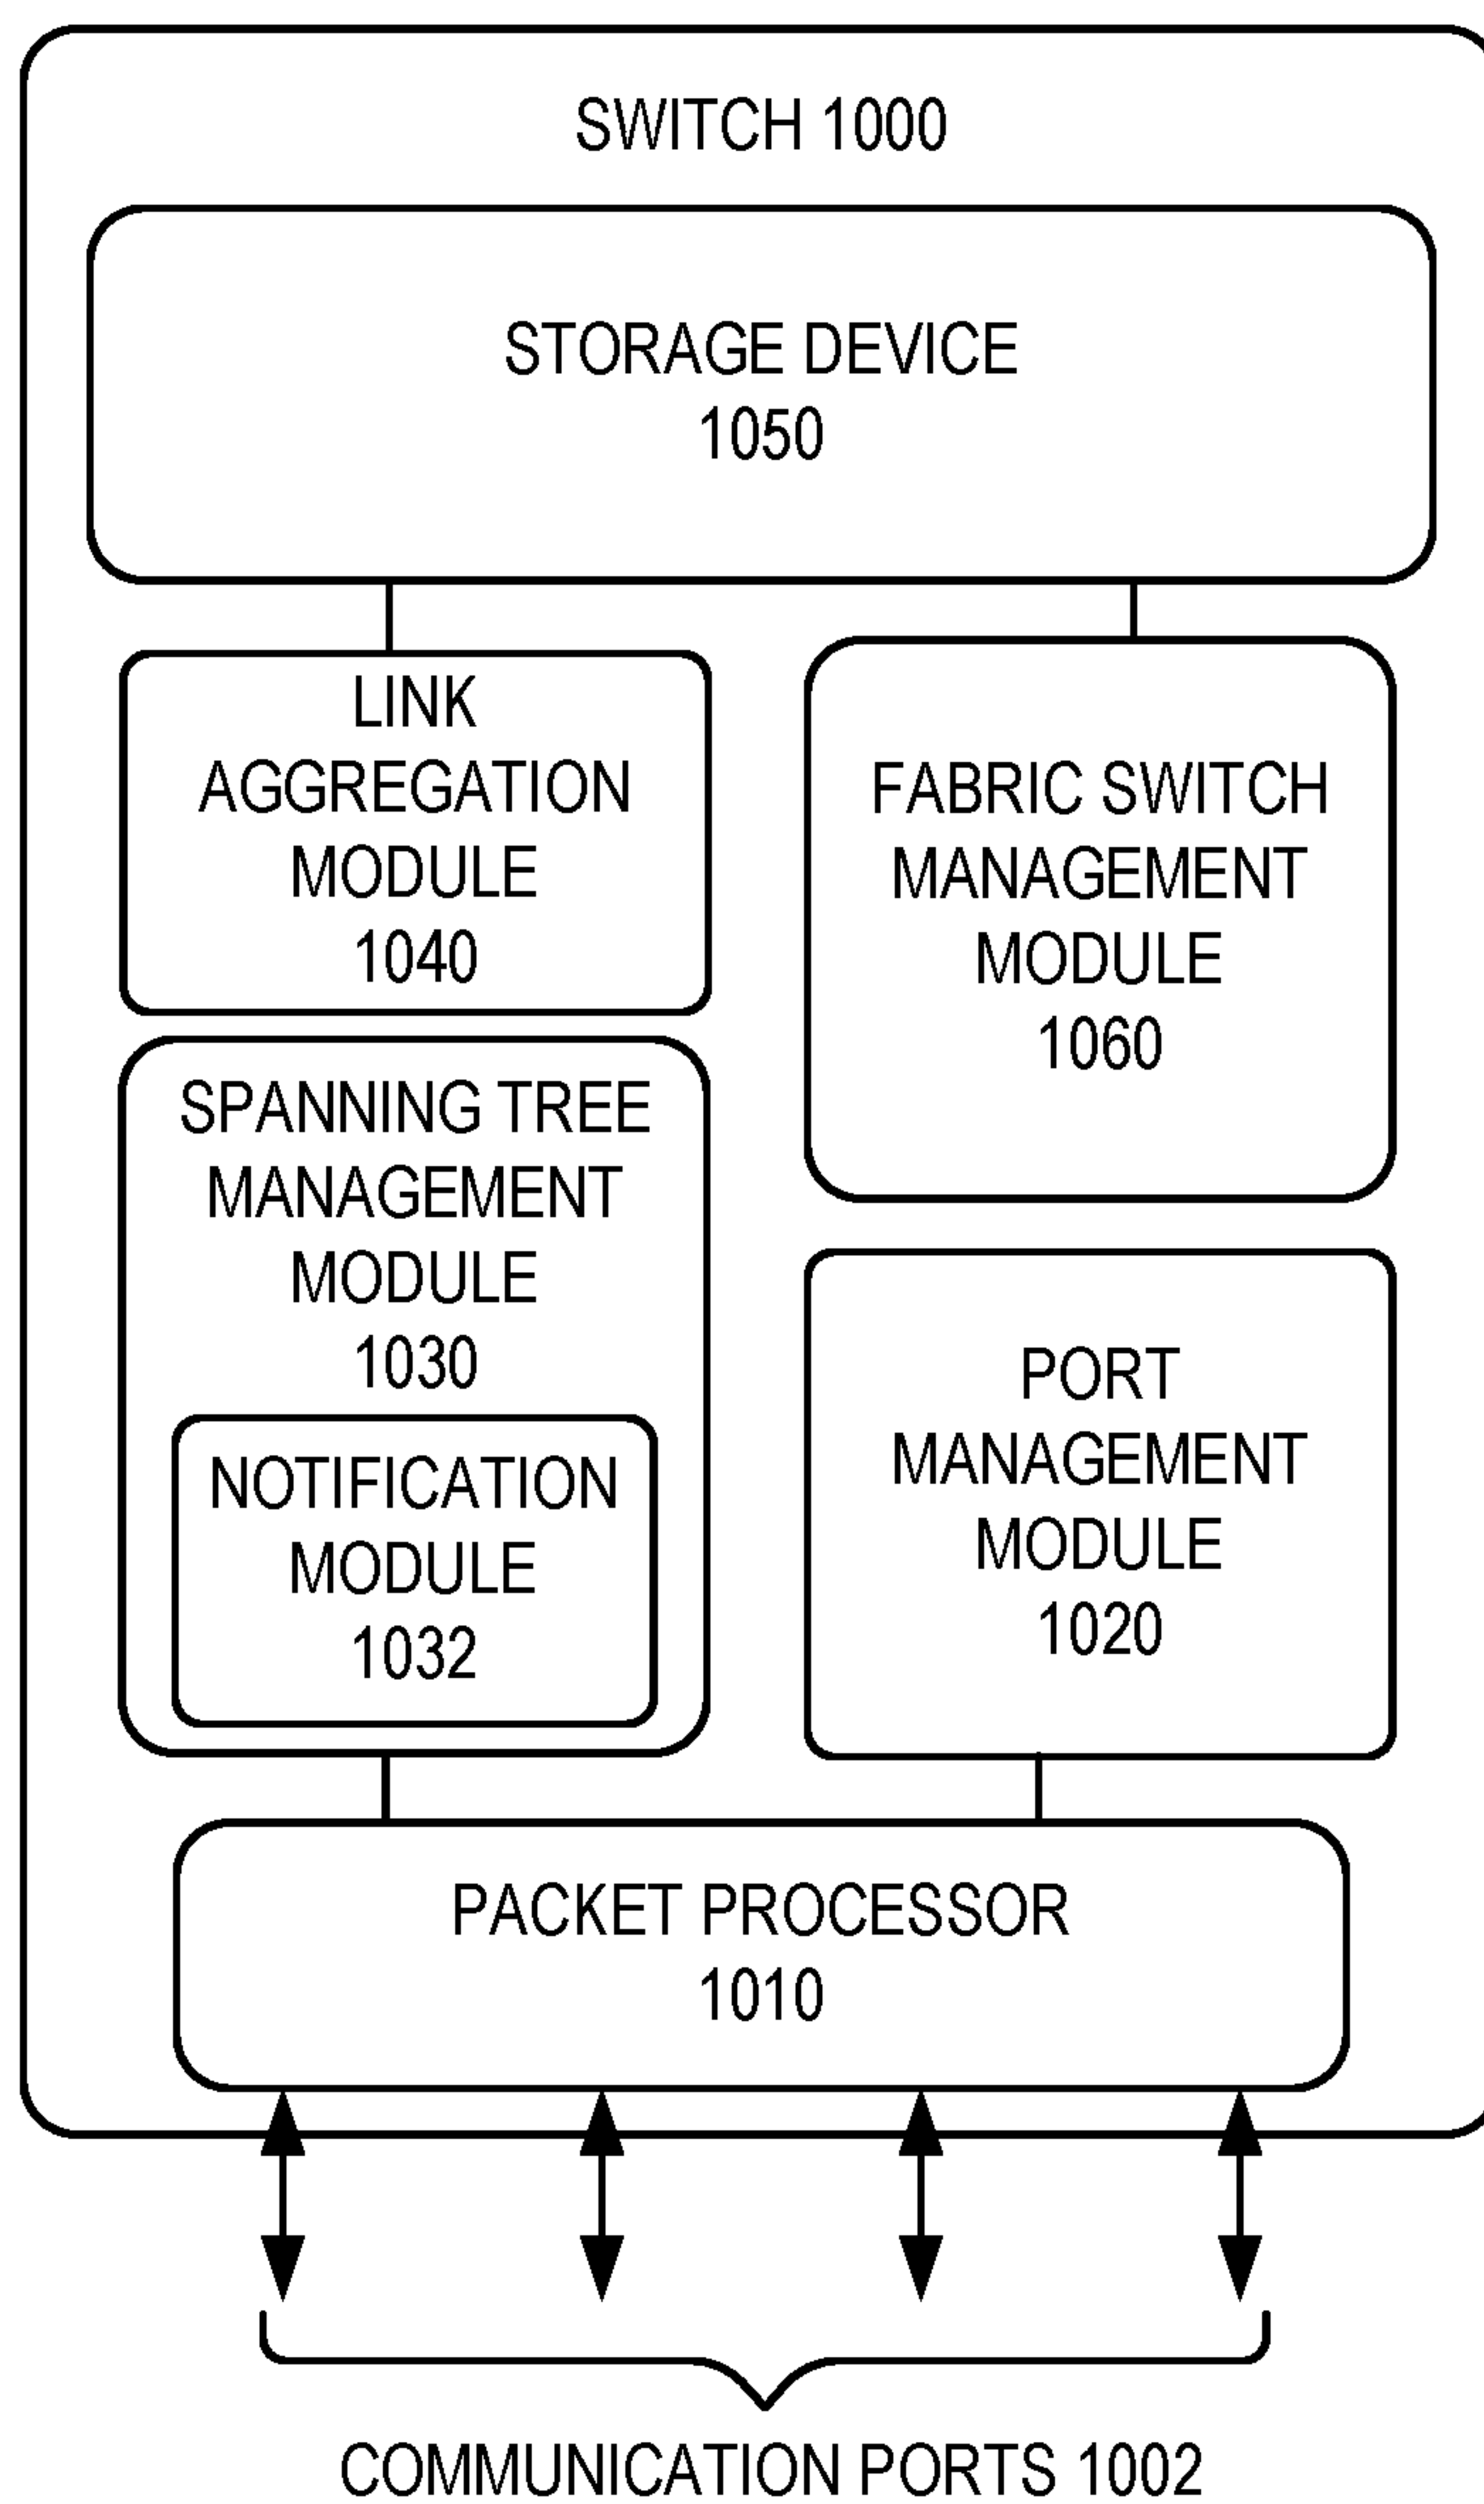 SWITCH 1000
STORAGE DEVICE
1050
LINK
AGGREGATION
MODULE
1040
FABRIC SWITCH
MANAGEMENT
MODULE
1060
SPANNING TREE
MANAGEMENT
MODULE
1030
NOTIFICATION
MODULE
1032
PORT
MANAGEMENT
MODULE
1020
PACKET PROCESSOR
1010
COMMUNICATION PORTS 1002